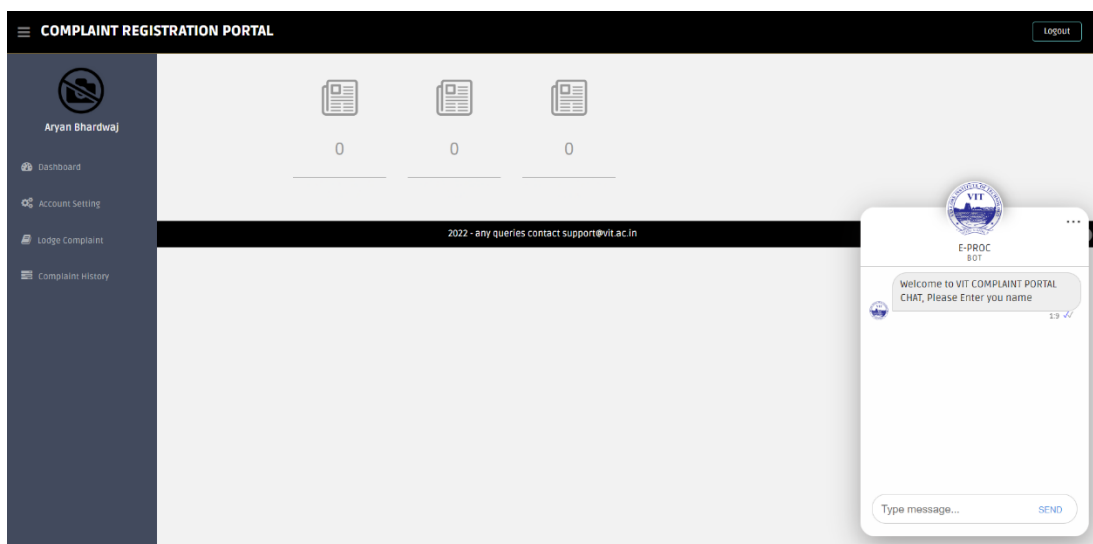 COMPLAINT REGISTRATION PORTAL
Logout
Aryan Bhardwaj
Dashboard
Account Setting
Lodge Complaint
Complaint History
0 0 0
2022 - any queries contact support@vit.ac.in
VIT
E-PROC
BOT
Welcome to VIT COMPLAINT PORTAL
CHAT, Please Enter you name
1:9
Type message...
SEND